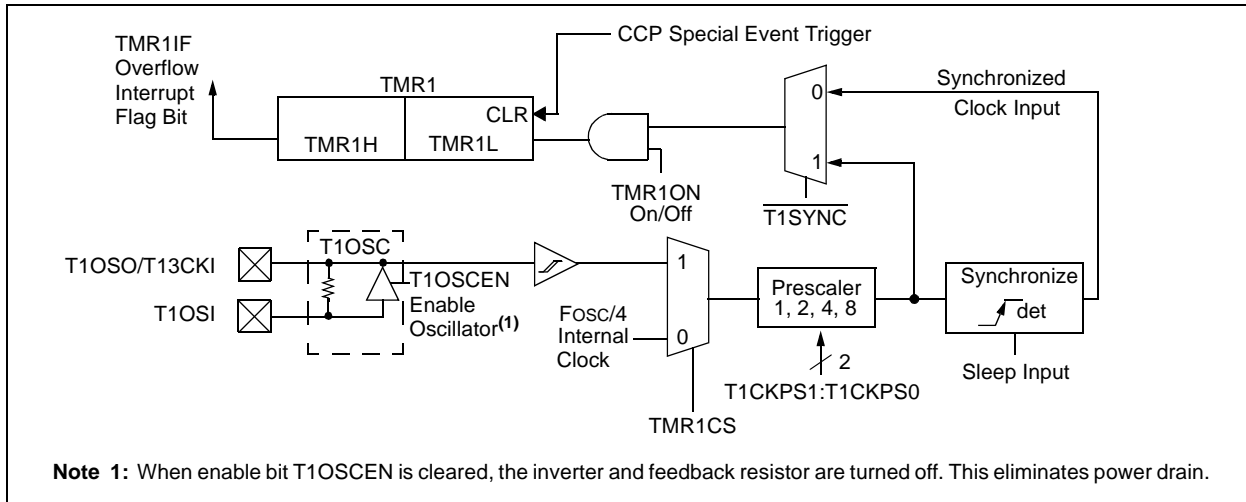 TMR1IF
Overflow
Interrupt
Flag Bit
TMR1
TMR1H
TMR1L
CLR
CCP Special Event Trigger
TMR1ON
On/Off
0
1
T1SYNC
Synchronized
Clock Input
T1OSO/T13CKI
T1OSI
T1OSC
T1OSCEN
Enable
Oscillator(1)
FOSC/4
Internal
Clock
1
0
TMR1CS
Prescaler
1, 2, 4, 8
2
T1CKPS1:T1CKPS0
Synchronize
det
Sleep Input
Note 1: When enable bit T1OSCEN is cleared, the inverter and feedback resistor are turned off. This eliminates power drain.